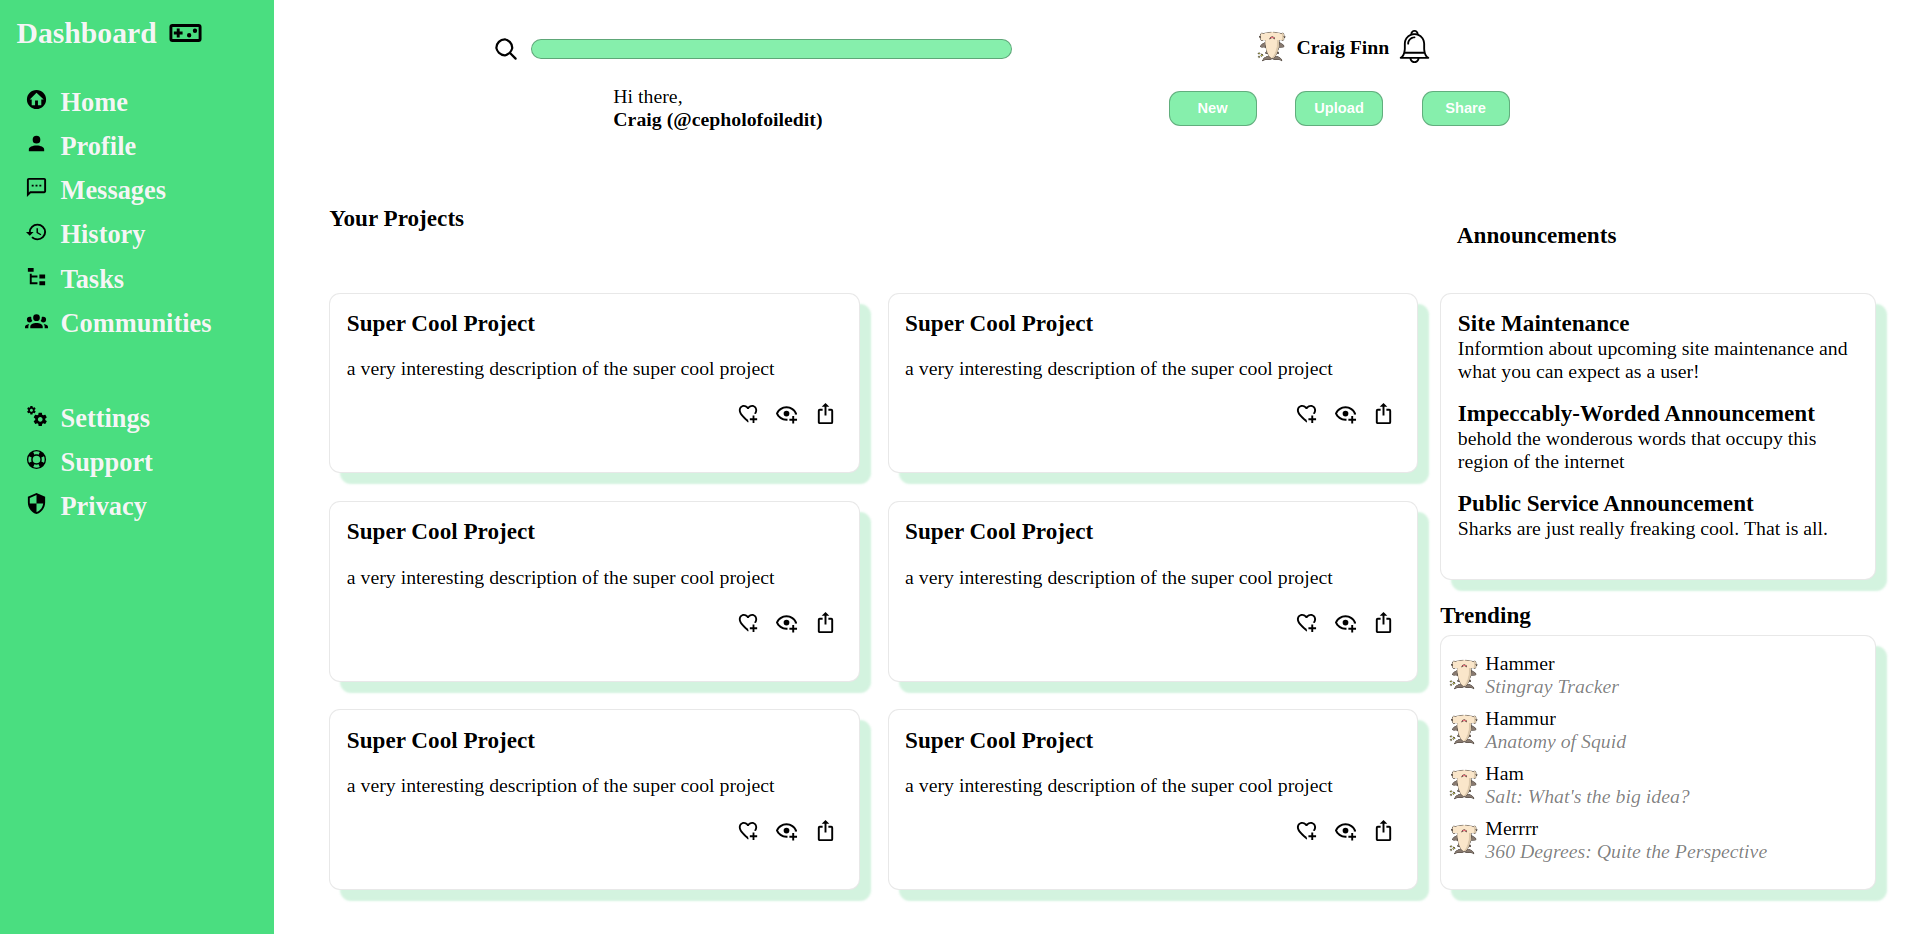 Dashboard
Home
Profile
Messages
History
Tasks
Communities
Settings
Support
Privacy
Craig Finn
Hi there,
Craig (@cepholofoiledit)
New
Upload
Share
Your Projects
Super Cool Project
a very interesting description of the super cool project
Super Cool Project
a very interesting description of the super cool project
Super Cool Project
a very interesting description of the super cool project
Super Cool Project
a very interesting description of the super cool project
Super Cool Project
a very interesting description of the super cool project
Super Cool Project
a very interesting description of the super cool project
Announcements
Site Maintenance
Informtion about upcoming site maintenance and
what you can expect as a user!
Impeccably-Worded Announcement
behold the wonderous words that occupy this
region of the internet
Public Service Announcement
Sharks are just really freaking cool. That is all.
Trending
Hammer
Stingray Tracker
Hammur
Anatomy of Squid
Ham
Salt: What's the big idea?
Merrrr
360 Degrees: Quite the Perspective